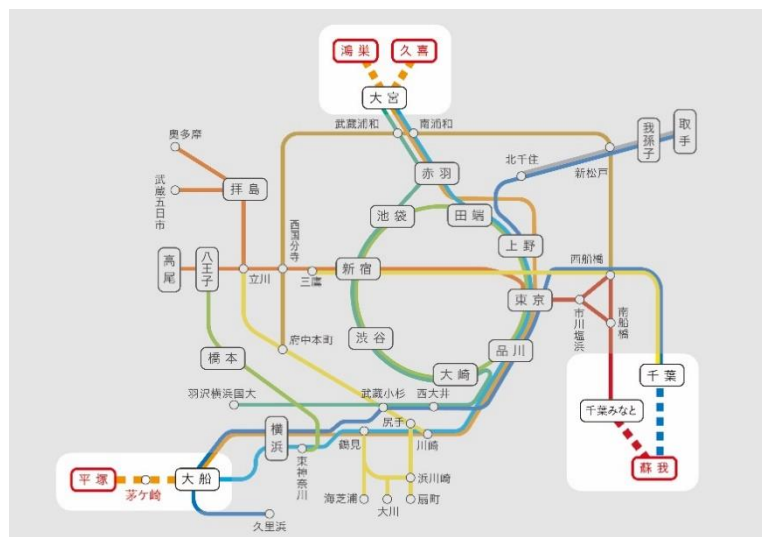 鴻巣
久喜
大宮
武蔵浦和
南浦和
奥多摩
武蔵五日市
拝島
赤羽
北千住
新松戸
我孫子
取手
池袋
田端
上野
西国分寺
高尾
八王子
立川
三鷹
新宿
東京
西船橋
市川塩浜
南船橋
府中本町
渋谷
品川
橋本
大崎
千葉
羽沢横浜国大
武蔵小杉
西大井
千葉みなと
尻手
横浜
鶴見
川崎
東神奈川
蘇我
平塚
茅ケ崎
大船
浜川崎
海芝浦
大川
扇町
久里浜